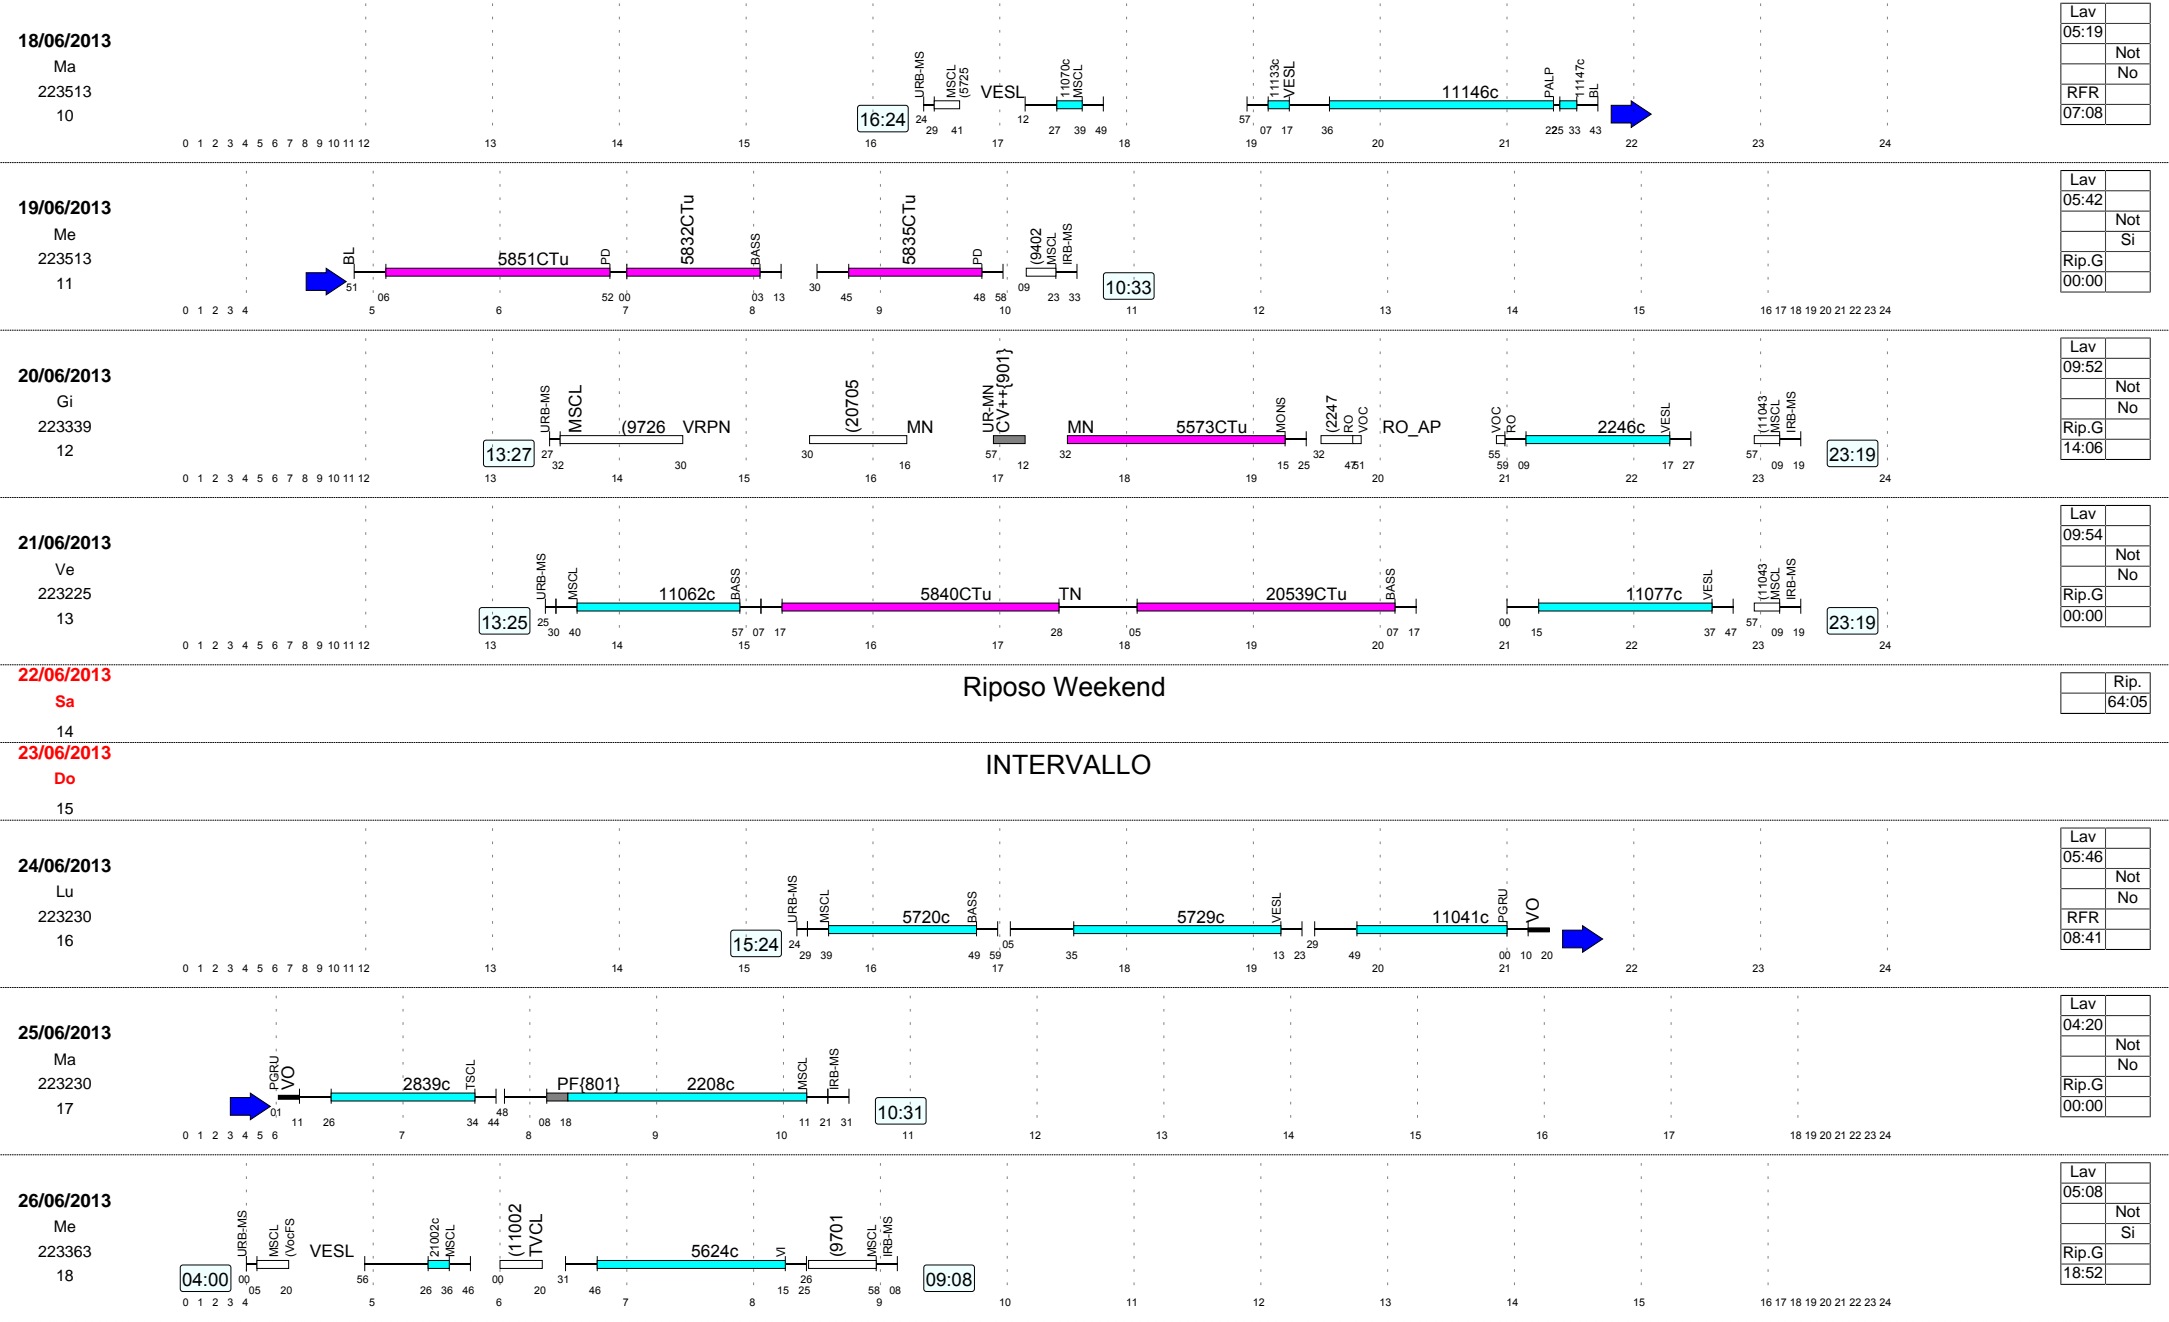 18/06/2013
Ma
223513
10
16:24
URB-MS MSCL (5725 VESL 11070c MSCL 11133c VESL 11146c PALP 11147c BL
24 29 41 12 27 39 49 57 07 17 36 22 25 33 43
0 1 2 3 4 5 6 7 8 9 10 11 12 13 14 15 16 17 18 19 20 21 22 23 24
Lav
05:19
Not
No
RFR
07:08
19/06/2013
Me
223513
11
BL 5851CTu PD 5832CTu BASS 5835CTu PD (9402 MSCL IRB-MS
51 06 52 00 03 13 30 45 48 58 09 23 33
10:33
0 1 2 3 4 5 6 7 8 9 10 11 12 13 14 15 16 17 18 19 20 21 22 23 24
Lav
05:42
Not
Si
Rip.G
00:00
20/06/2013
Gi
223339
12
13:27
URB-MS MSCL (9726 VRPN (20705 MN UR-MN CV++{901} MN 5573CTu MONS (2247 RO VOC RO_AP VOC RO 2246c VESL (11043 MSCL IRB-MS
27 32 30 30 16 57 12 32 15 25 32 47 51 55 59 09 17 27 57 09 19
23:19
0 1 2 3 4 5 6 7 8 9 10 11 12 13 14 15 16 17 18 19 20 21 22 23 24
Lav
09:52
Not
No
Rip.G
14:06
21/06/2013
Ve
223225
13
13:25
URB-MS MSCL 11062c BASS 5840CTu TN 20539CTu BASS 11077c VESL (11043 MSCL IRB-MS
25 30 40 57 07 17 28 05 07 17 00 15 37 47 57 09 19
23:19
0 1 2 3 4 5 6 7 8 9 10 11 12 13 14 15 16 17 18 19 20 21 22 23 24
Lav
09:54
Not
No
Rip.G
00:00
22/06/2013
Sa
14
Riposo Weekend
Rip.
64:05
23/06/2013
Do
15
INTERVALLO
24/06/2013
Lu
223230
16
15:24
URB-MS MSCL 5720c BASS 5729c VESL 11041c PGRU VO
24 29 39 49 59 05 35 13 23 29 49 00 10 20
0 1 2 3 4 5 6 7 8 9 10 11 12 13 14 15 16 17 18 19 20 21 22 23 24
Lav
05:46
Not
No
RFR
08:41
25/06/2013
Ma
223230
17
PGRU VO 2839c TSCL PF{801} 2208c MSCL IRB-MS
01 11 26 34 44 48 08 18 11 21 31
10:31
0 1 2 3 4 5 6 7 8 9 10 11 12 13 14 15 16 17 18 19 20 21 22 23 24
Lav
04:20
Not
No
Rip.G
00:00
26/06/2013
Me
223363
18
04:00
URB-MS MSCL (VocFS VESL 21002c MSCL (11002 TVCL 5624c VI (9701 MSCL IRB-MS
00 05 20 56 26 36 46 00 20 31 46 15 25 26 58 08
09:08
0 1 2 3 4 5 6 7 8 9 10 11 12 13 14 15 16 17 18 19 20 21 22 23 24
Lav
05:08
Not
Si
Rip.G
18:52